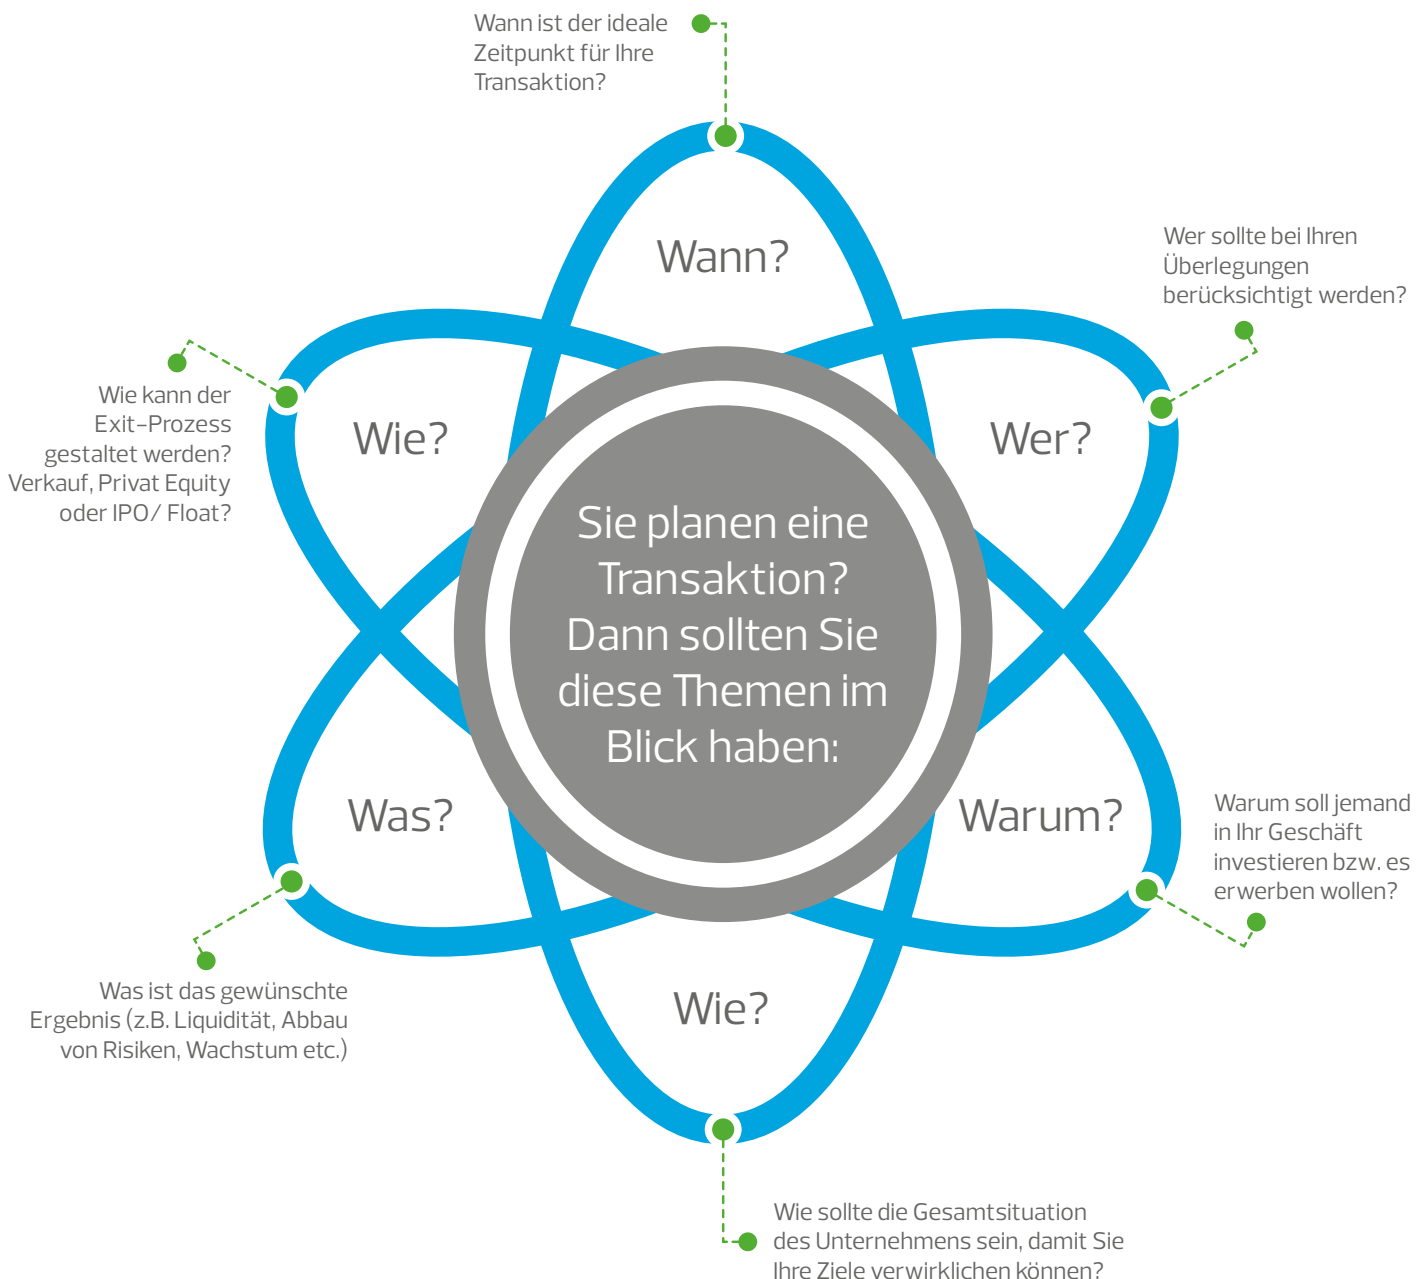 Wann ist der ideale
Zeitpunkt für Ihre
Transaktion?
Wann?
Wer sollte bei Ihren
Überlegungen
berücksichtigt werden?
Wer?
Wie kann der
Exit-Prozess
gestaltet werden?
Verkauf, Privat Equity
oder IPO/ Float?
Wie?
Sie planen eine
Transaktion?
Dann sollten Sie
diese Themen im
Blick haben:
Was?
Was ist das gewünschte
Ergebnis (z.B. Liquidität, Abbau
von Risiken, Wachstum etc.)
Warum?
Warum soll jemand
in Ihr Geschäft
investieren bzw. es
erwerben wollen?
Wie?
Wie sollte die Gesamtsituation
des Unternehmens sein, damit Sie
Ihre Ziele verwirklichen können?